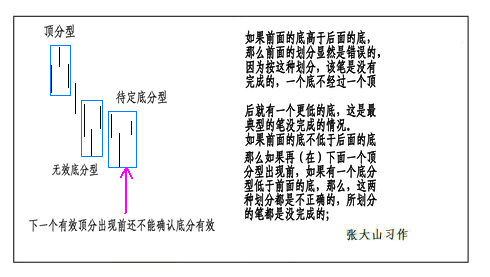 顶分型
待定底分型
无效底分型
下一个有效顶分出现前还不能确认底分有效
如果前面的底高于后面的底，
那么前面的划分显然是错误的，
因为按这种划分，该笔是没有
完成的，一个底不经过一个顶
后就有一个更低的底，这是最
典型的笔没完成的情况。
如果前面的底不低于后面的底
那么如果再（在）下面一个顶
分型出现前，如果有一个底分
型低于前面的底，那么，这两
种划分都是不正确的，所划分
的笔都是没完成的；
张大山习作